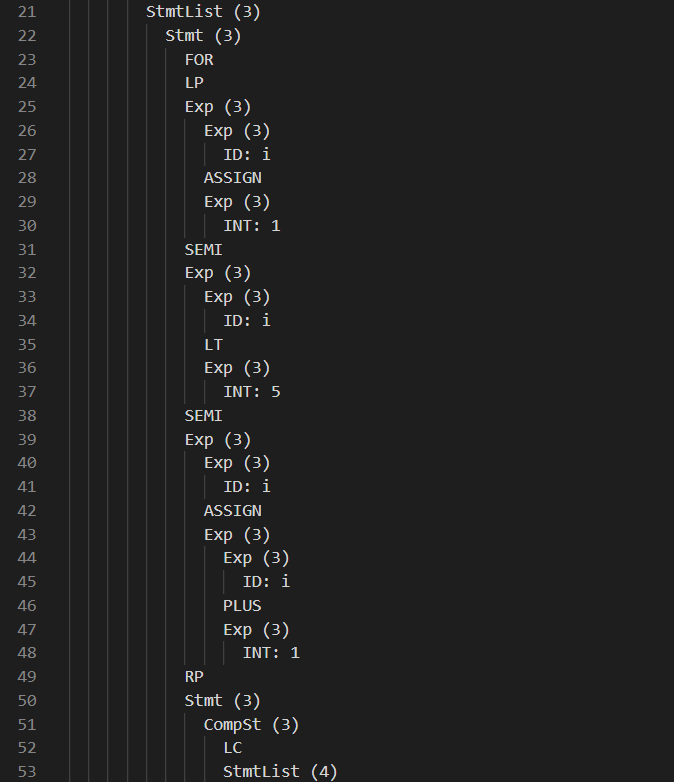 21 StmtList (3)
22 Stmt (3)
23 FOR
24 LP
25 Exp (3)
26 Exp (3)
27 ID: i
28 ASSIGN
29 Exp (3)
30 INT: 1
31 SEMI
32 Exp (3)
33 Exp (3)
34 ID: i
35 LT
36 Exp (3)
37 INT: 5
38 SEMI
39 Exp (3)
40 Exp (3)
41 ID: i
42 ASSIGN
43 Exp (3)
44 Exp (3)
45 ID: i
46 PLUS
47 Exp (3)
48 INT: 1
49 RP
50 Stmt (3)
51 CompSt (3)
52 LC
53 StmtList (4)